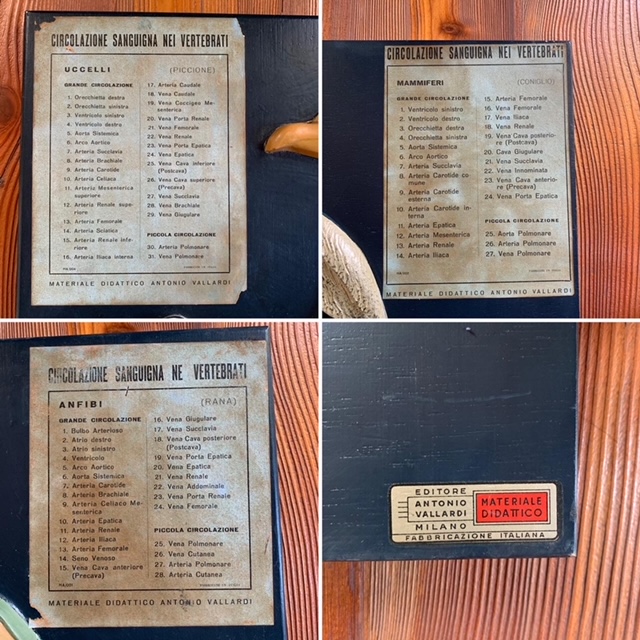 CIRCOLAZIONE SANGUIGNA NEI VERTEBRATI
UCCELLI (PICCIONE)
GRANDE CIRCOLAZIONE
1. Orecchietta destra
2. Orecchietta sinistra
3. Ventricolo sinistro
4. Ventricolo destro
5. Aorta Sistemica
6. Arco Aortico
7. Arteria Succlavia
8. Arteria Brachiale
9. Arteria Carotide
10. Arteria Celiaco
11. Arteria Mesenterica
superiore
12. Arteria Renale supe-
riore
13. Arteria Femorale
14. Arteria Sciatico
15. Arteria Renale infe-
riore
16. Arteria Iliaca interna
17. Arteria Caudale
18. Vena Caudale
19. Vena Coccigeo Me-
senterica
20. Vena Porta Renale
21. Vena Femorale
22. Vena Renale
23. Vena Porta Epatica
24. Vena Epatica
25. Vena Cava inferiore
(Postcava)
26. Vena Cava superiore
(Precava)
27. Vena Succlavia
28. Vena Brachiale
29. Vena Giugulare
PICCOLA CIRCOLAZIONE
30. Arteria Polmonare
31. Vena Polmonare
MATERIALE DIDATTICO ANTONIO VALLARDI
CIRCOLAZIONE SANGUIGNA NEI VERTEBRATI
MAMMIFERI (CONIGLIO)
GRANDE CIRCOLAZIONE
1. Ventricolo sinistro
2. Ventricolo destro
3. Orecchietta destra
4. Orecchietta sinistra
5. Aorta Sistemica
6. Arco Aortico
7. Arteria Succlavia
8. Arteria Carotide co
mune
9. Arteria Carotide
esterna
10. Arteria Carotide in-
terna
11. Arteria Epatica
12. Arteria Mesenterica
13. Arteria Renale
14. Arteria Iliaca
15. Arteria Femorale
16. Vena Femorale
17. Vena Iliaca
18. Vena Renale
19. Vena Cava posterio-
re (Postcava)
20. Cava Giugulare
21. Vena Succlavia
22. Vena Innominata
23. Vena Cava anterio-
re (Precava)
24. Vena Porta Epatica
PICCOLA CIRCOLAZIONE
25. Aorta Polmonare
26. Arteria Polmonare
27. Vena Polmonare
MATERIALE DIDATTICO ANTONIO VALLARDI
CIRCOLAZIONE SANGUIGNA NE VERTEBRATI
ANFIBI (RANA)
GRANDE CIRCOLAZIONE
1. Bulbo Arterioso
2. Atrio destro
3. Atrio sinistro
4. Ventricolo
5. Arco Aortico
6. Aorta Sistemica
7. Arteria Carotide
8. Arteria Brachiale
9. Arteria Celiaco Me-
senterica
10. Arteria Epatica
11. Arteria Renale
12. Arteria Iliaca
13. Arteria Femorale
14. Seno Venoso
15. Vena Cava anteriore
(Precava)
16. Vena Giugulare
17. Vena Succlavia
18. Vena Cava posteriore
(Postcava)
19. Vena Porta Epatica
20. Vena Epatica
21. Vena Renale
22. Vena Addominale
23. Vena Porta Renale
24. Vena Femorale
PICCOLA CIRCOLAZIONE
25. Vena Polmonare
26. Vena Cutanea
27. Arteria Polmonare
28. Arteria Cutanea
MATERIALE DIDATTICO ANTONIO VALLARDI
EDITORE
ANTONIO
VALLARDI
MILANO
MATERIALE
DIDATTICO
FABBRICAZIONE ITALIANA